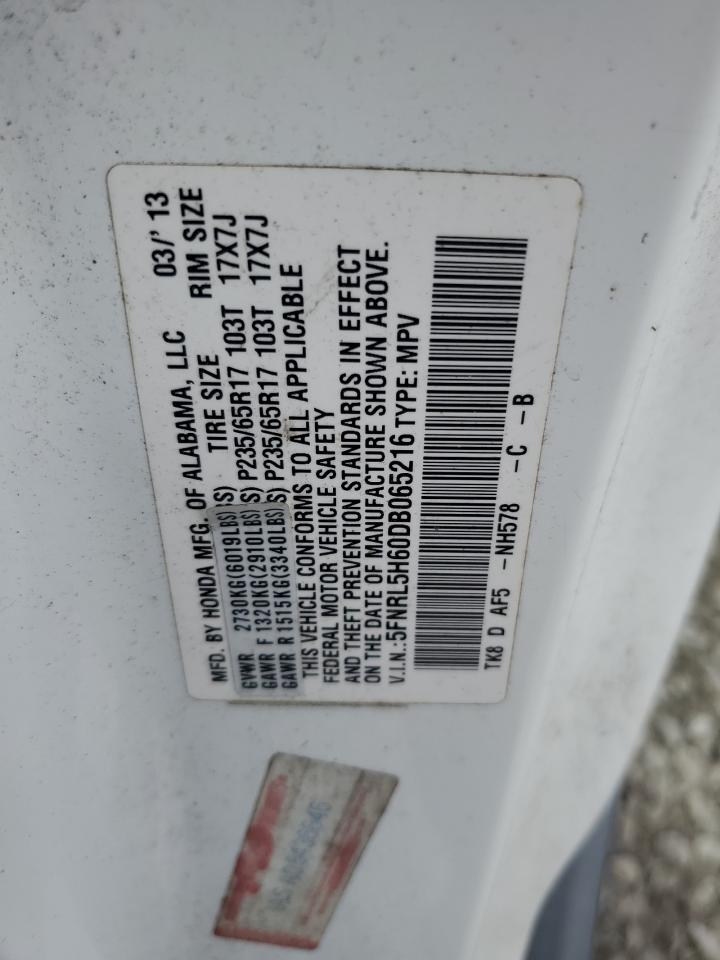 MFD. BY HONDA MFG. OF ALABAMA, LLC 03/'13
TIRE SIZE RIM SIZE
GVWR 2730KG(6019LBS)
GAWR F 1320KG(2910LBS) P235/65R17 103T 17X7J
GAWR R 1515KG(3340LBS) P235/65R17 103T 17X7J
THIS VEHICLE CONFORMS TO ALL APPLICABLE
FEDERAL MOTOR VEHICLE SAFETY
AND THEFT PREVENTION STANDARDS IN EFFECT
ON THE DATE OF MANUFACTURE SHOWN ABOVE.
V.I.N.:5FNRL5H60DB065216 TYPE: MPV
TK8 D AF5 -NH578 -C -B